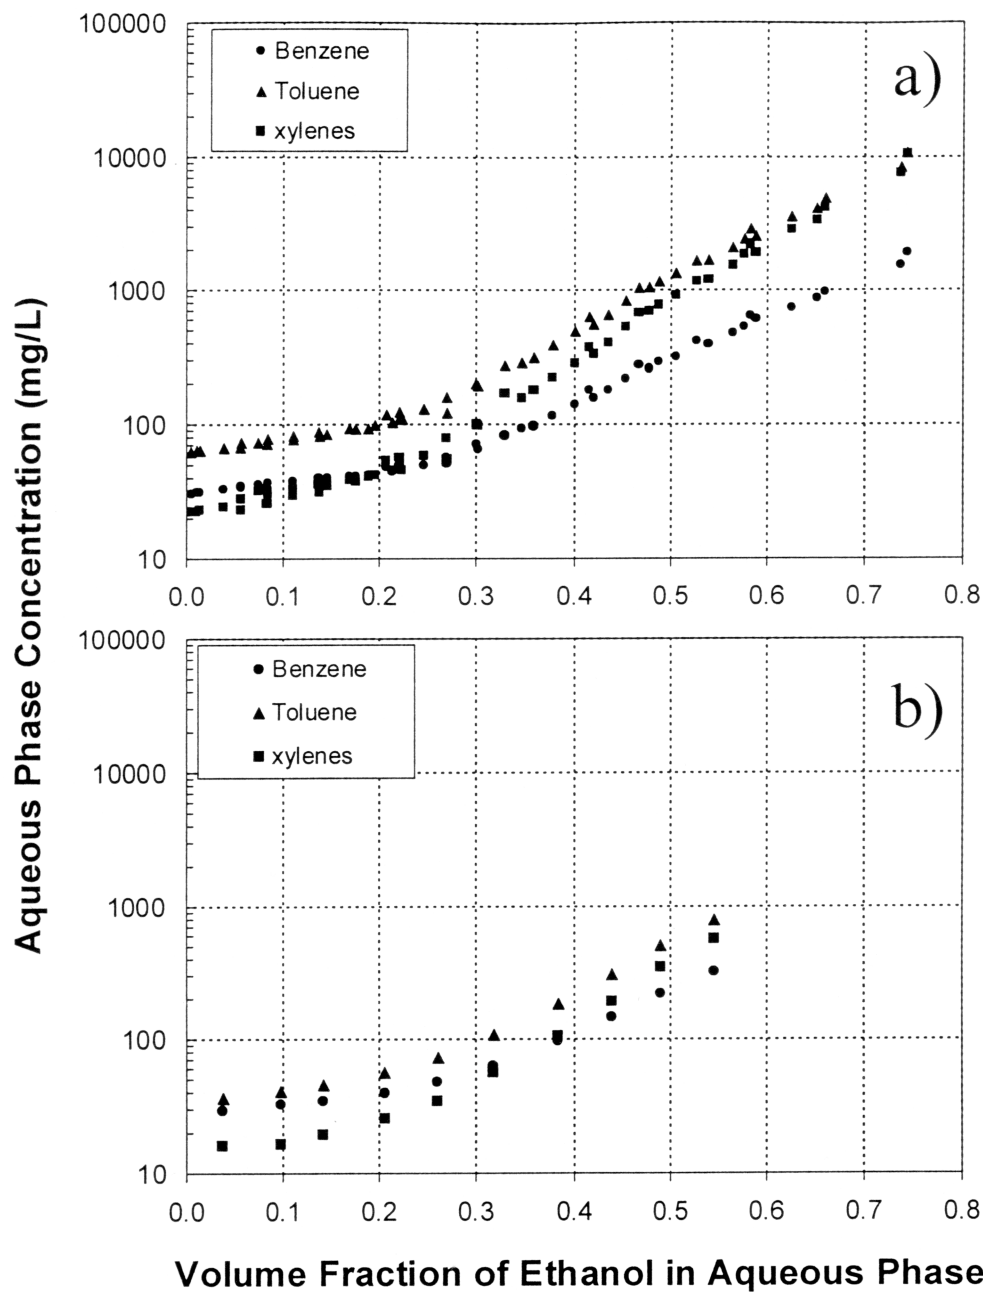 100000
10000
1000
100
10
Benzene
Toluene
xylenes
a)
0.0 0.1 0.2 0.3 0.4 0.5 0.6 0.7 0.8
Aqueous Phase Concentration (mg/L)
100000
10000
1000
100
10
Benzene
Toluene
xylenes
b)
0.0 0.1 0.2 0.3 0.4 0.5 0.6 0.7 0.8
Volume Fraction of Ethanol in Aqueous Phase